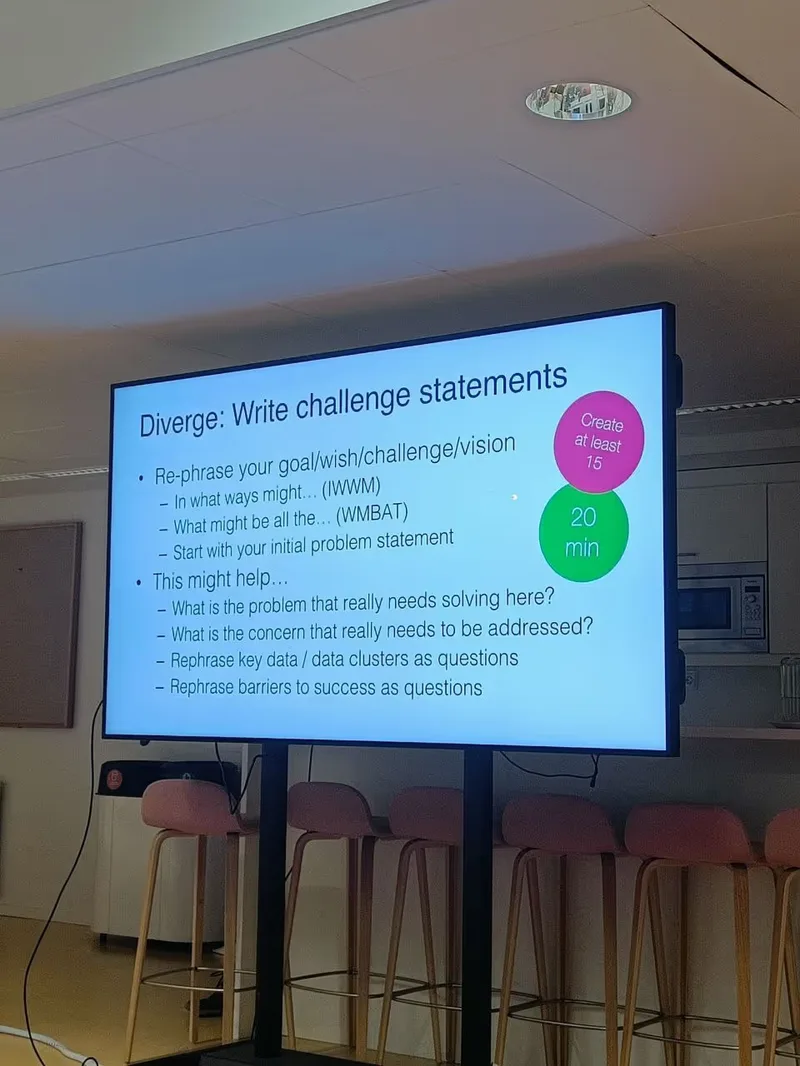 Diverge: Write challenge statements
• Re-phrase your goal/wish/challenge/vision
– In what ways might… (IWWM)
– What might be all the… (WMBAT)
– Start with your initial problem statement
• This might help…
– What is the problem that really needs solving here?
– What is the concern that really needs to be addressed?
– Rephrase key data / data clusters as questions
– Rephrase barriers to success as questions
Create
at least
15
20
min